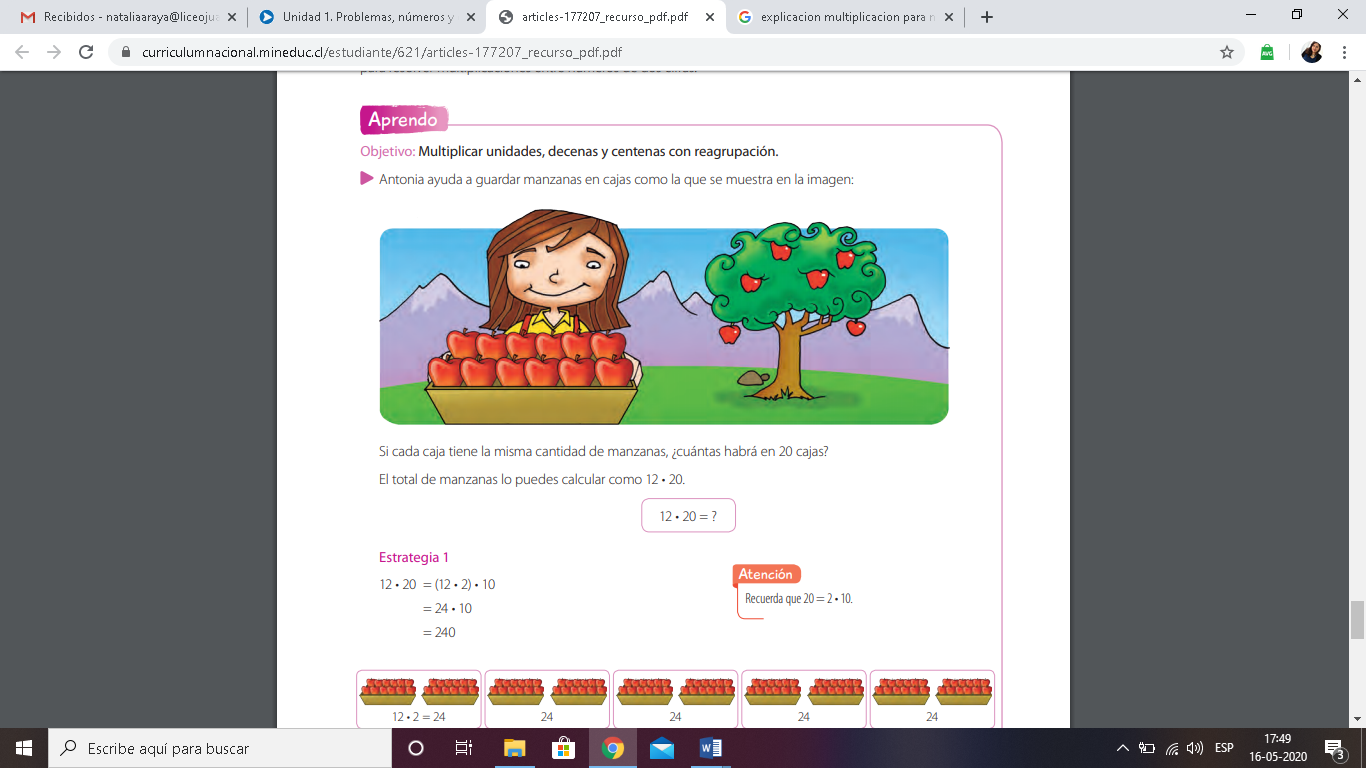 Recibidos - nataliaaraya@liceojua
Unidad 1. Problemas, números y
articles-177207_recurso_pdf.pdf
explicacion multiplicacion para n
curriculumnacional.mineduc.cl/estudiante/621/articles-177207_recurso_pdf.pdf
AVG
Aprendo
Objetivo: Multiplicar unidades, decenas y centenas con reagrupación.
Antonia ayuda a guardar manzanas en cajas como la que se muestra en la imagen:
Si cada caja tiene la misma cantidad de manzanas, ¿cuántas habrá en 20 cajas?
El total de manzanas lo puedes calcular como 12 • 20.
12 • 20 = ?
Estrategia 1
12 • 20 = (12 • 2) • 10
= 24 • 10
= 240
Atención
Recuerda que 20 = 2 • 10.
12 • 2 = 24
24
24
24
24
Escribe aquí para buscar
ESP
17:49
16-05-2020
3